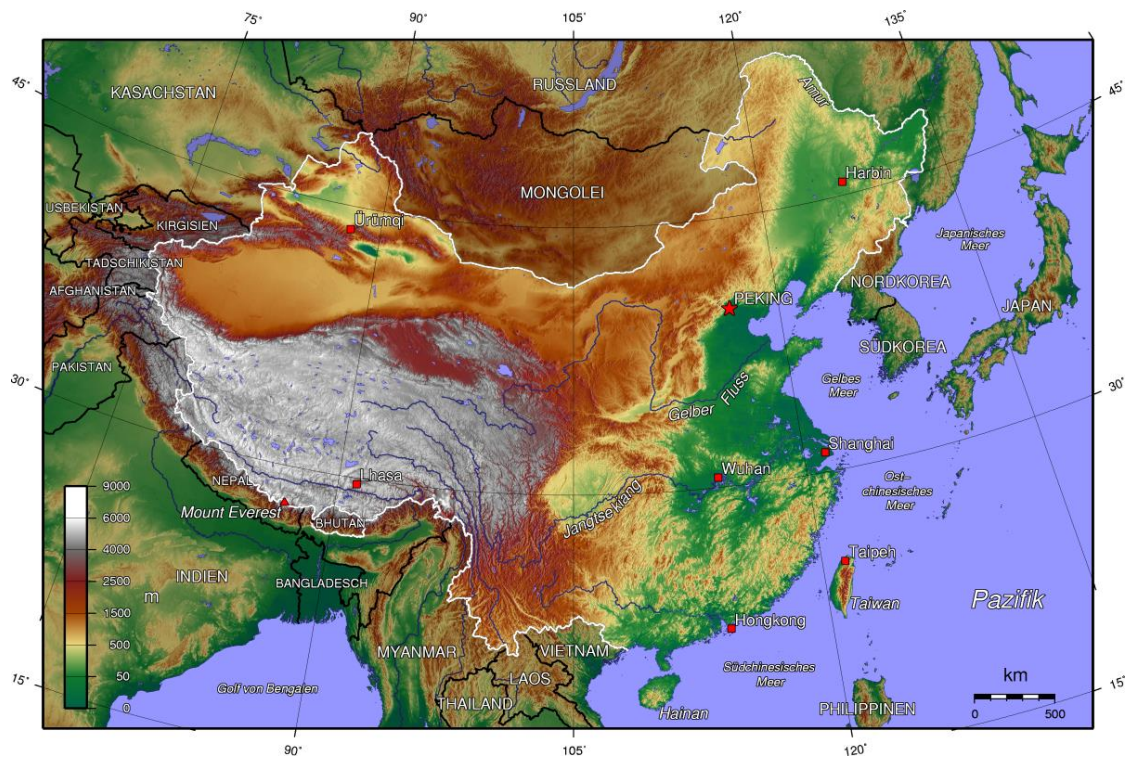 75°
90°
105°
120°
135°
45°
45°
RUSSLAND
KASACHSTAN
Amur
MONGOLEI
Harbin
USBEKISTAN
KIRGISIEN
Ürümqi
Japanisches
Meer
TADSCHIKISTAN
AFGHANISTAN
NORDKOREA
PEKING
JAPAN
PAKISTAN
SÜDKOREA
Gelbes
Meer
30°
30°
Gelber Fluss
Shanghai
Wuhan
Lhasa
NEPAL
Ost-
chinesisches
Meer
Mount Everest
BHUTAN
Jangtsekiang
9000
6000
4000
2500
1500
500
50
0
m
INDIEN
BANGLADESCH
Taipeh
Taiwan
Pazifik
Hongkong
MYANMAR
VIETNAM
LAOS
Südchinesisches
Meer
km
0
500
Golf von Bengalen
THAILAND
Hainan
PHILIPPINEN
15°
15°
90°
105°
120°